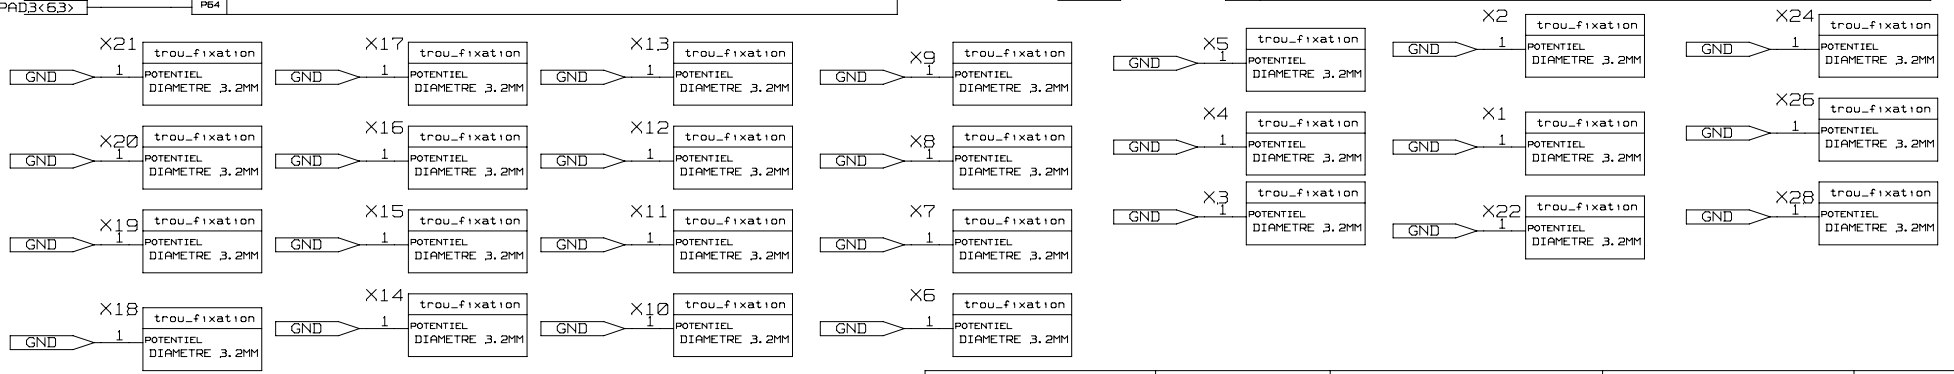 PAD3<63>
P64
X21 trou_fixation X17 trou_fixation X13 trou_fixation X9 trou_fixation X5 trou_fixation X2 trou_fixation X24 trou_fixation
GND 1 POTENTIEL GND 1 POTENTIEL GND 1 POTENTIEL GND 1 POTENTIEL GND 1 POTENTIEL GND 1 POTENTIEL GND 1 POTENTIEL
DIAMETRE 3.2MM DIAMETRE 3.2MM DIAMETRE 3.2MM DIAMETRE 3.2MM DIAMETRE 3.2MM DIAMETRE 3.2MM DIAMETRE 3.2MM
X20 trou_fixation X16 trou_fixation X12 trou_fixation X8 trou_fixation X4 trou_fixation X1 trou_fixation X26 trou_fixation
GND 1 POTENTIEL GND 1 POTENTIEL GND 1 POTENTIEL GND 1 POTENTIEL GND 1 POTENTIEL GND 1 POTENTIEL GND 1 POTENTIEL
DIAMETRE 3.2MM DIAMETRE 3.2MM DIAMETRE 3.2MM DIAMETRE 3.2MM DIAMETRE 3.2MM DIAMETRE 3.2MM DIAMETRE 3.2MM
X19 trou_fixation X15 trou_fixation X11 trou_fixation X7 trou_fixation X3 trou_fixation X22 trou_fixation X28 trou_fixation
GND 1 POTENTIEL GND 1 POTENTIEL GND 1 POTENTIEL GND 1 POTENTIEL GND 1 POTENTIEL GND 1 POTENTIEL GND 1 POTENTIEL
DIAMETRE 3.2MM DIAMETRE 3.2MM DIAMETRE 3.2MM DIAMETRE 3.2MM DIAMETRE 3.2MM DIAMETRE 3.2MM DIAMETRE 3.2MM
X18 trou_fixation X14 trou_fixation X10 trou_fixation X6 trou_fixation
GND 1 POTENTIEL GND 1 POTENTIEL GND 1 POTENTIEL GND 1 POTENTIEL
DIAMETRE 3.2MM DIAMETRE 3.2MM DIAMETRE 3.2MM DIAMETRE 3.2MM